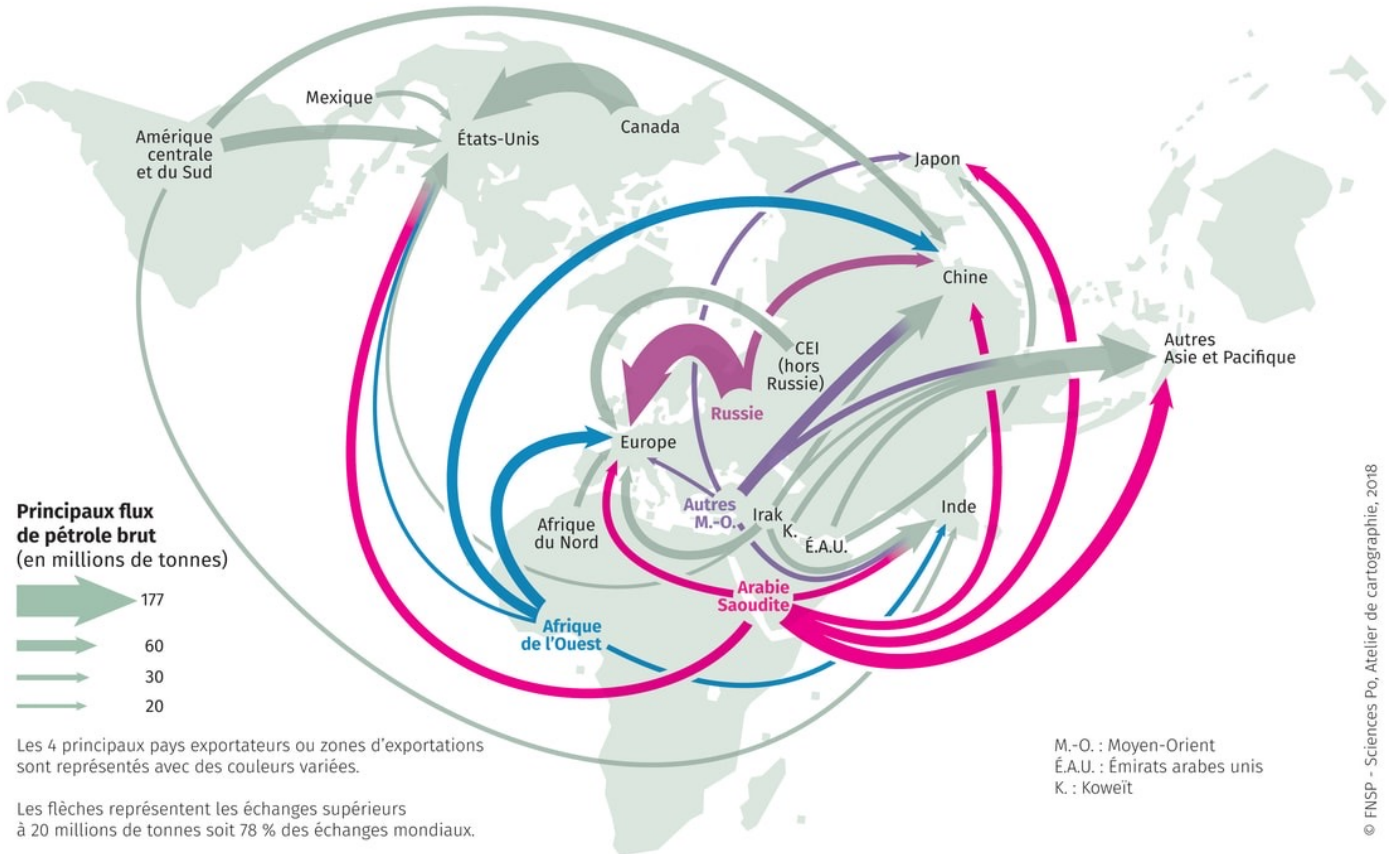 Mexique
Canada
Amérique
centrale
et du Sud
États-Unis
Japon
Chine
Autres
Asie et Pacifique
CEI
(hors
Russie)
Russie
Europe
Autres
M.-O.
Irak
K.
É.A.U.
Inde
Afrique
du Nord
Arabie
Saoudite
Afrique
de l'Ouest
Principaux flux
de pétrole brut
(en millions de tonnes)
177
60
30
20
Les 4 principaux pays exportateurs ou zones d'exportations
sont représentés avec des couleurs variées.
Les flèches représentent les échanges supérieurs
à 20 millions de tonnes soit 78 % des échanges mondiaux.
M.-O. : Moyen-Orient
É.A.U. : Émirats arabes unis
K. : Koweït
© FNSP - Sciences Po, Atelier de cartographie, 2018